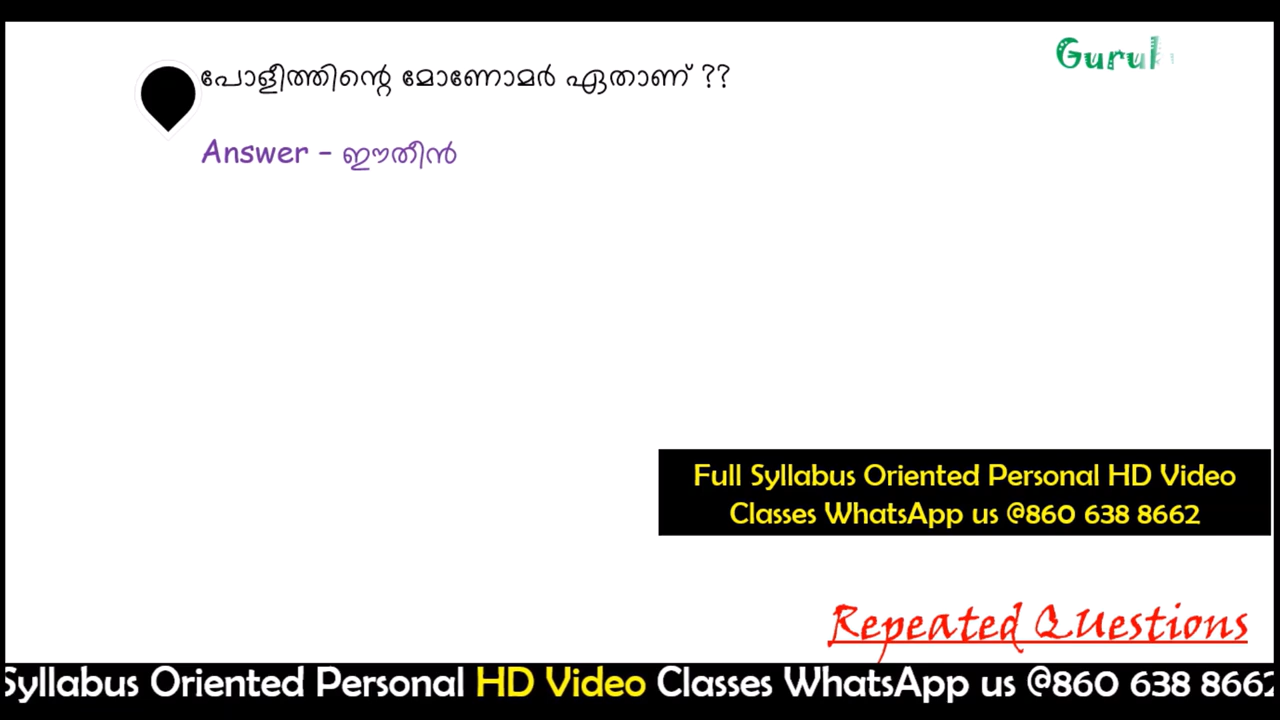 പോളീത്തിന്റെ മോണോമർ ഏതാണ് ??
Answer – ഈതീൻ
Full Syllabus Oriented Personal HD Video
Classes WhatsApp us @860 638 8662
Repeated QUestions
Syllabus Oriented Personal HD Video Classes WhatsApp us @860 638 8662